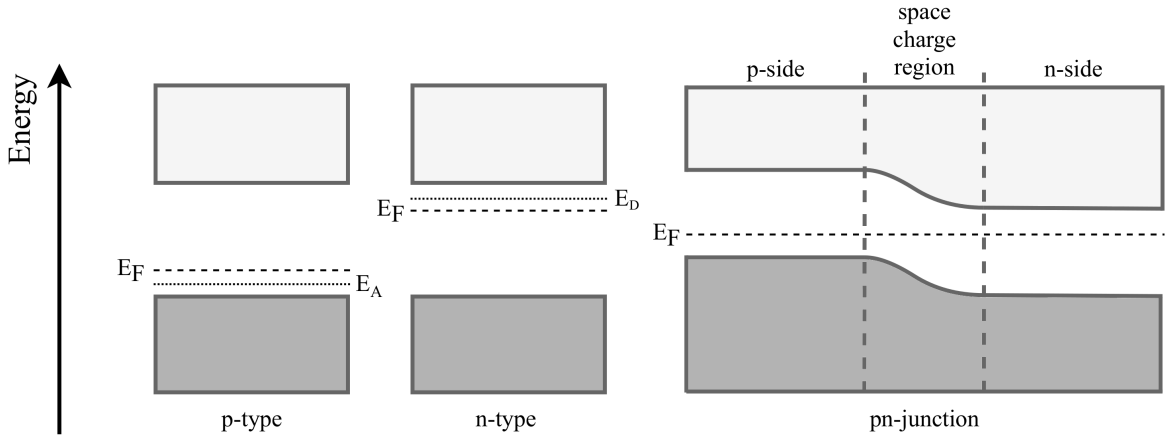 Energy
space
charge
region
p-side
n-side
E_F
E_A
E_F
E_D
E_F
p-type
n-type
pn-junction